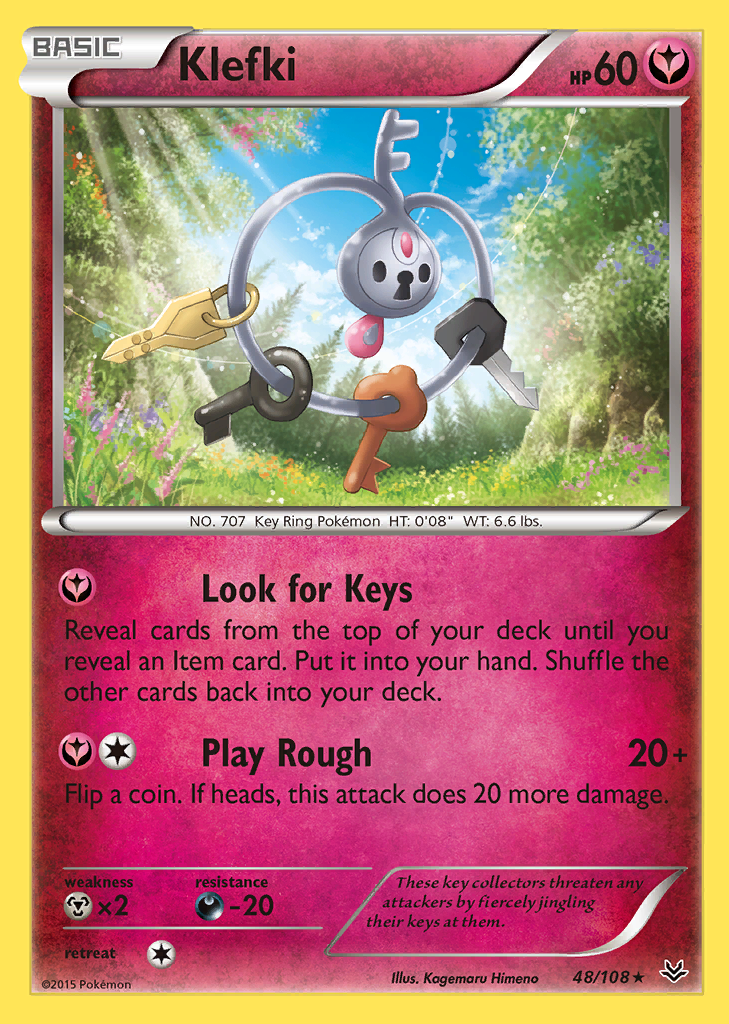 BASIC
Klefki
HP60
NO. 707 Key Ring Pokémon HT: 0'08" WT: 6.6 lbs.
Look for Keys
Reveal cards from the top of your deck until you
reveal an Item card. Put it into your hand. Shuffle the
other cards back into your deck.
Play Rough 20+
Flip a coin. If heads, this attack does 20 more damage.
weakness resistance
×2 -20
These key collectors threaten any
attackers by fiercely jingling
their keys at them.
retreat
©2015 Pokémon Illus. Kagemaru Himeno 48/108★